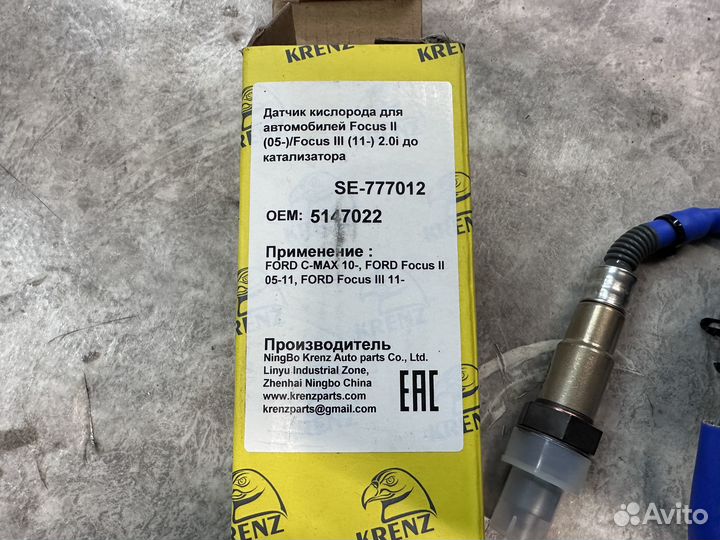 KRENZ
Датчик кислорода для
автомобилей Focus II
(05-)/Focus III (11-) 2.0i до
катализатора
SE-777012
OEM: 5147022
Применение :
FORD C-MAX 10-, FORD Focus II
05-11, FORD Focus III 11-
Производитель
NingBo Krenz Auto parts Co., Ltd.
Linyu Industrial Zone,
Zhenhai Ningbo China
www.krenzparts.com
krenzparts@gmail.com
EAC
KRENZ
KRENZ
KRENZ
Avito